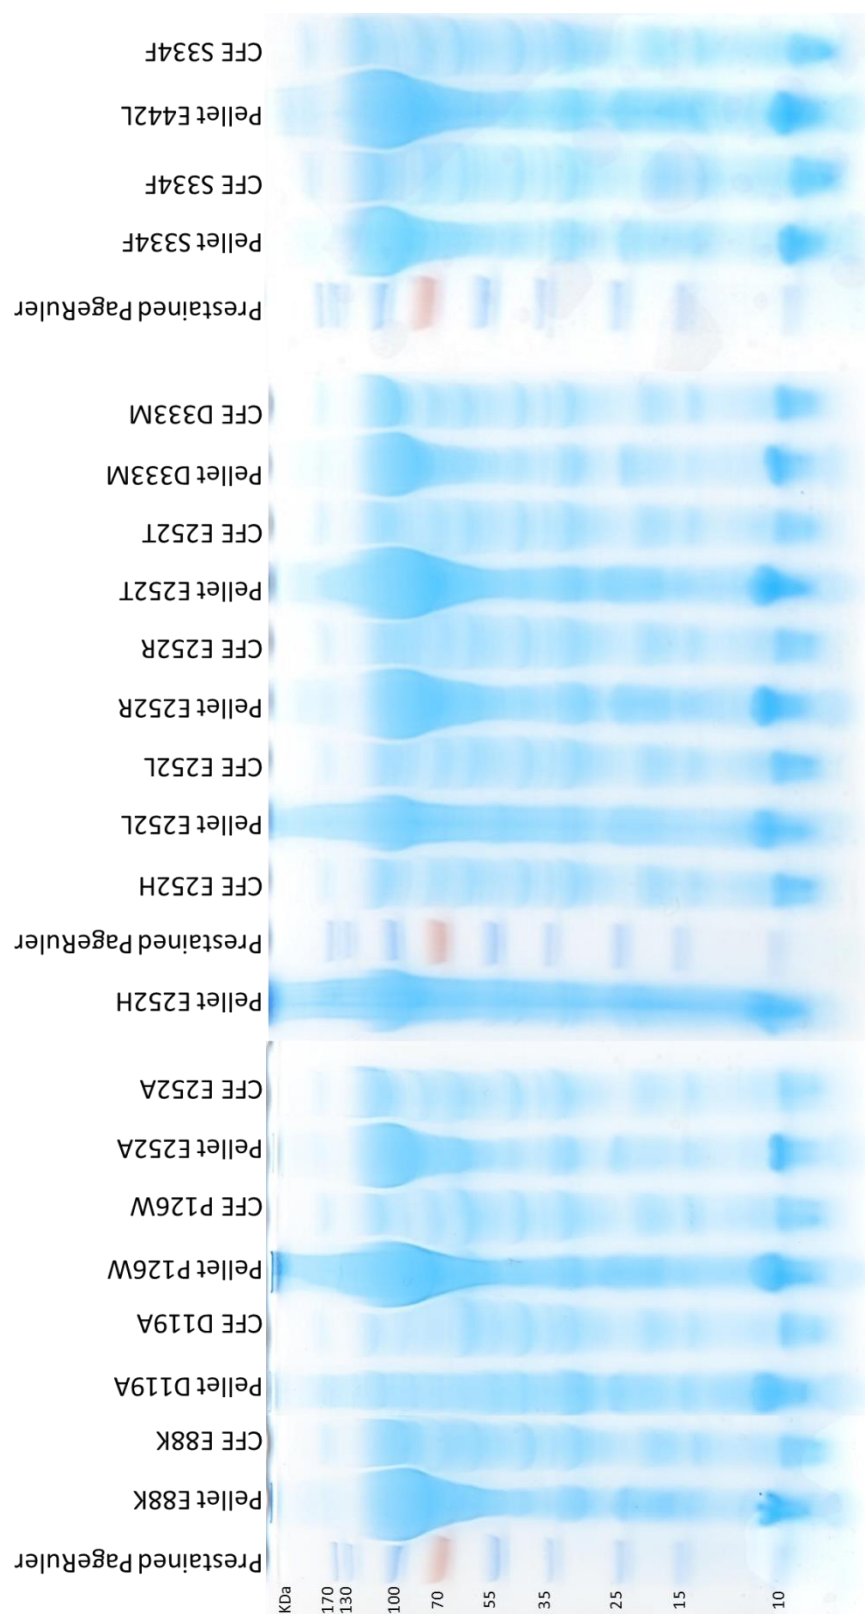 CFE S334F
Pellet E442L
CFE S334F
Pellet S334F
Prestained PageRuler
CFE D333M
Pellet D333M
CFE E252T
Pellet E252T
CFE E252R
Pellet E252R
CFE E252L
Pellet E252L
CFE E252H
Prestained PageRuler
Pellet E252H
CFE E252A
Pellet E252A
CFE P126W
Pellet P126W
CFE D119A
Pellet D119A
CFE E88K
Pellet E88K
Prestained PageRuler
KDa
170
130
100
70
55
35
25
15
10